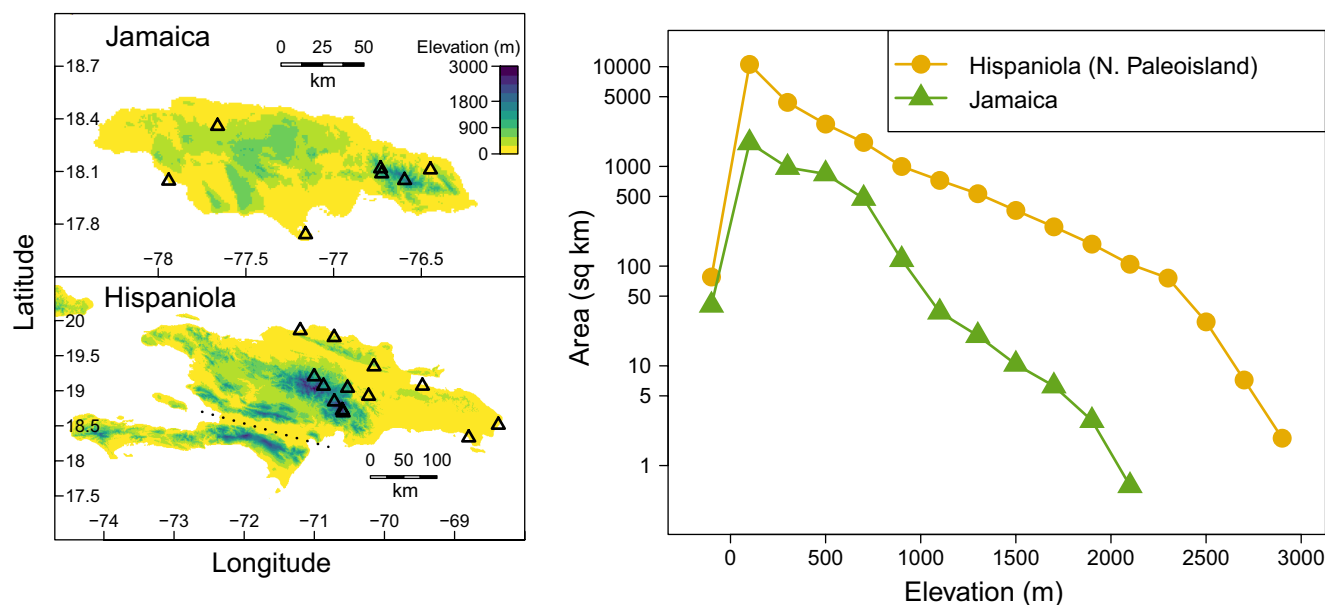 Jamaica
0 25 50
km
Elevation (m)
3000
1800
900
0
18.7
18.4
18.1
17.8
−78 −77.5 −77 −76.5
Latitude
Hispaniola
20
19.5
19
18.5
18
17.5
0 50 100
km
−74 −73 −72 −71 −70 −69
Longitude
Hispaniola (N. Paleoisland)
Jamaica
10000
5000
1000
500
100
50
10
5
1
Area (sq km)
0 500 1000 1500 2000 2500 3000
Elevation (m)